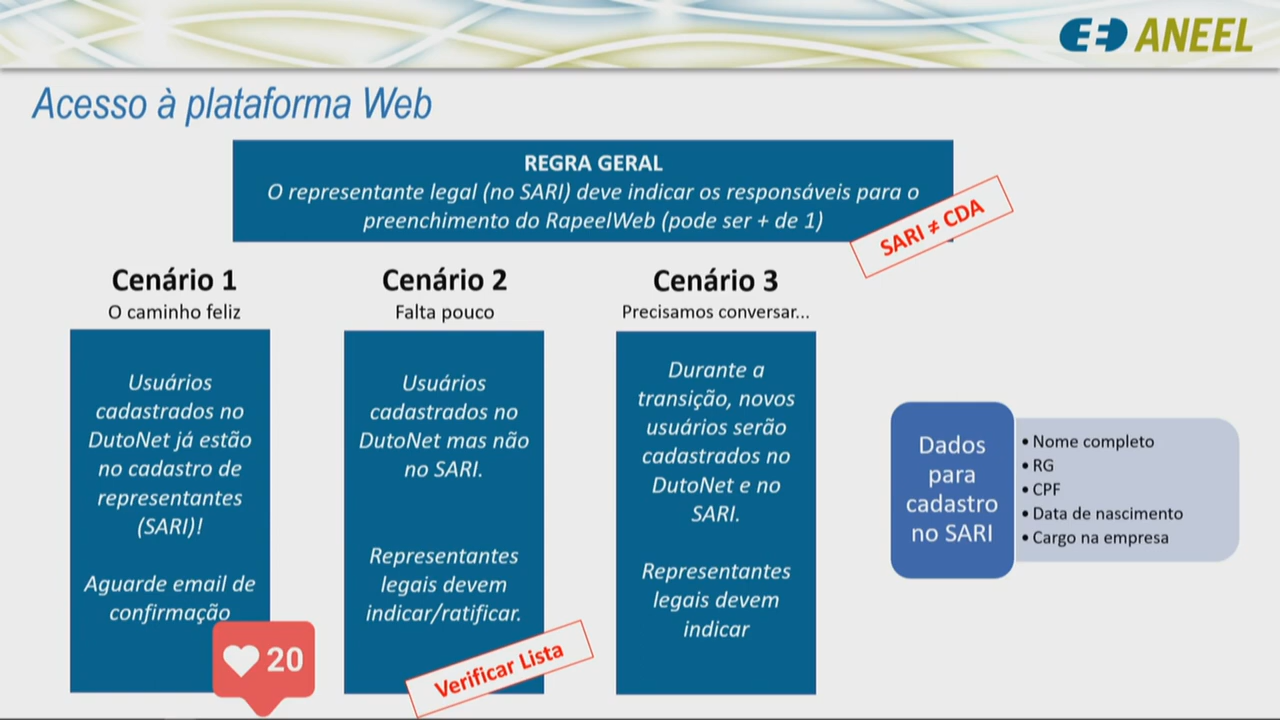 ANEEL
Acesso à plataforma Web
REGRA GERAL
O representante legal (no SARI) deve indicar os responsáveis para o
preenchimento do RapeelWeb (pode ser + de 1)
SARI ≠ CDA
Cenário 1
O caminho feliz
Usuários
cadastrados no
DutoNet já estão
no cadastro de
representantes
(SARI)!
Aguarde email de
confirmação
20
Cenário 2
Falta pouco
Usuários
cadastrados no
DutoNet mas não
no SARI.
Representantes
legais devem
indicar/ratificar.
Verificar Lista
Cenário 3
Precisamos conversar...
Durante a
transição, novos
usuários serão
cadastrados no
DutoNet e no
SARI.
Representantes
legais devem
indicar
Dados
para
cadastro
no SARI
• Nome completo
• RG
• CPF
• Data de nascimento
• Cargo na empresa